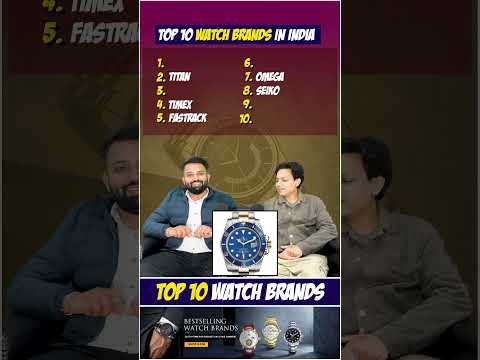 4. TIMEX
5. FASTRACK
TOP 10 WATCH BRANDS IN INDIA
1.
2. TITAN
3.
4. TIMEX
5. FASTRACK
6.
7. OMEGA
8. SEIKO
9.
10.
TOP 10 WATCH BRANDS
BESTSELLING
WATCH BRANDS